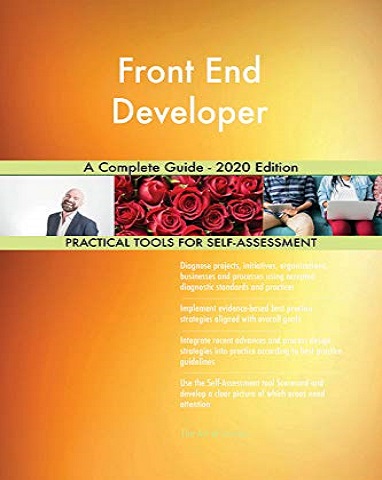 Front End
Developer
A Complete Guide - 2020 Edition
PRACTICAL TOOLS FOR SELF-ASSESSMENT
Diagnose projects, initiatives, organizations,
businesses and processes using accepted
diagnostic standards and practices
Implement evidence-based best practice
strategies aligned with overall goals
Integrate recent advances and process design
strategies into practice according to best practice
guidelines
Use the Self-Assessment tool Scorecard and
develop a clear picture of which areas need
attention